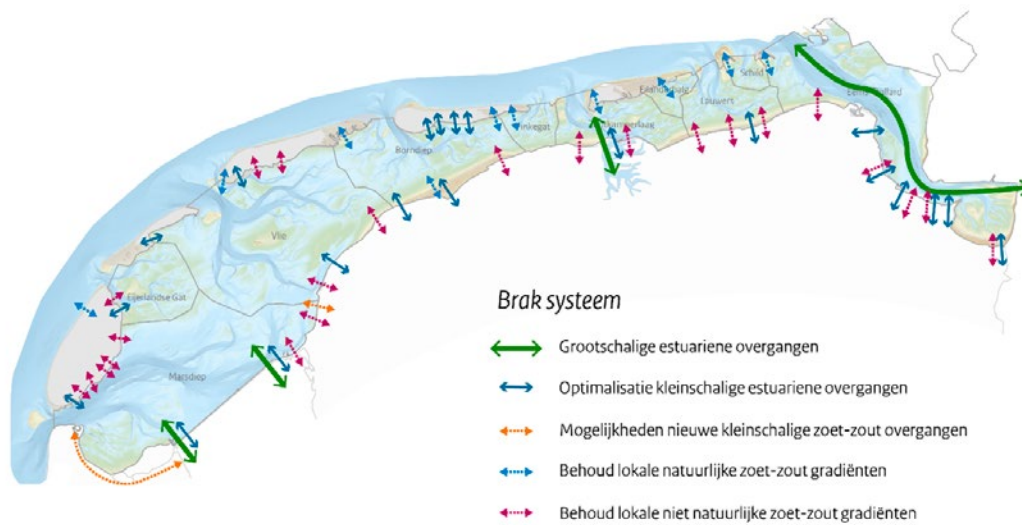 Schild
Eems-Dollard
Eilanderbalg
Lauwers
Pinkegat
Borndiep
Vlie
Eijerlandse Gat
Marsdiep
Brak systeem
Grootschalige estuariene overgangen
Optimalisatie kleinschalige estuariene overgangen
Mogelijkheden nieuwe kleinschalige zoet-zout overgangen
Behoud lokale natuurlijke zoet-zout gradiënten
Behoud lokale niet natuurlijke zoet-zout gradiënten